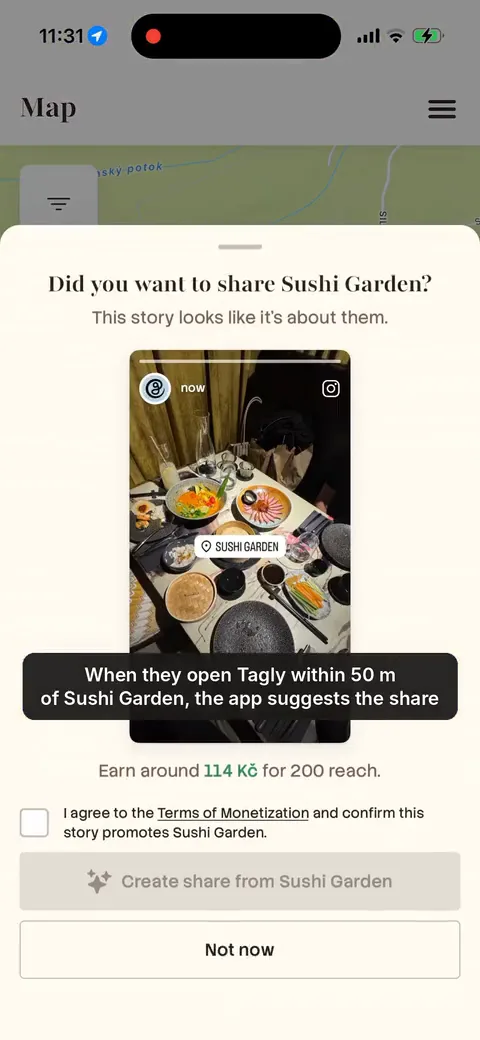 11:31
Map
nský potok
SIL
Did you want to share Sushi Garden?
This story looks like it's about them.
now
SUSHI GARDEN
When they open Tagly within 50 m
of Sushi Garden, the app suggests the share
Earn around 114 Kč for 200 reach.
I agree to the Terms of Monetization and confirm this
story promotes Sushi Garden.
Create share from Sushi Garden
Not now